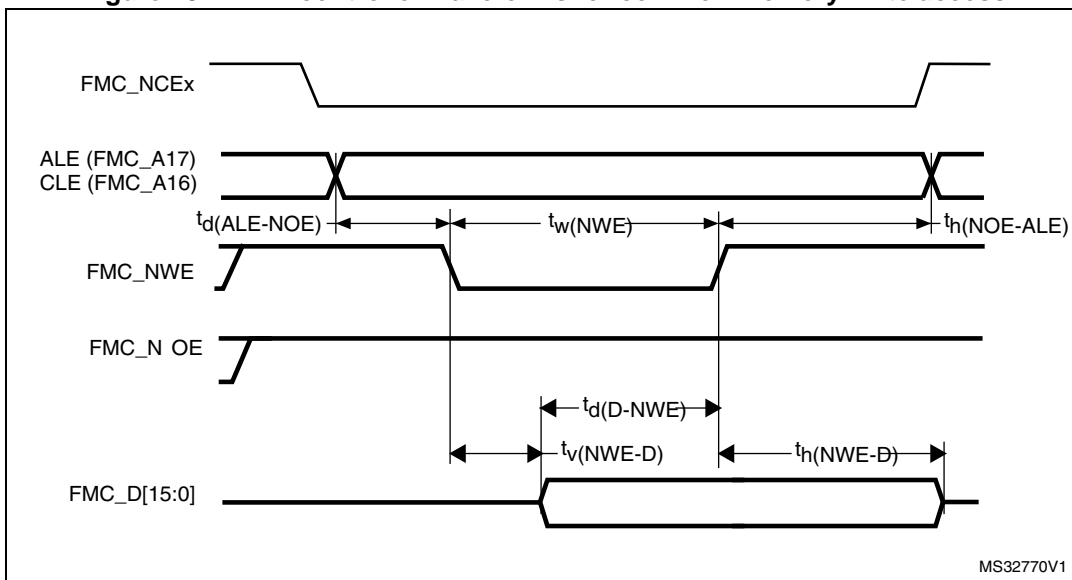 FMC_NCEx
ALE (FMC_A17)
CLE (FMC_A16)
td(ALE-NOE)
tw(NWE)
th(NOE-ALE)
FMC_NWE
FMC_N OE
td(D-NWE)
tv(NWE-D)
th(NWE-D)
FMC_D[15:0]
MS32770V1